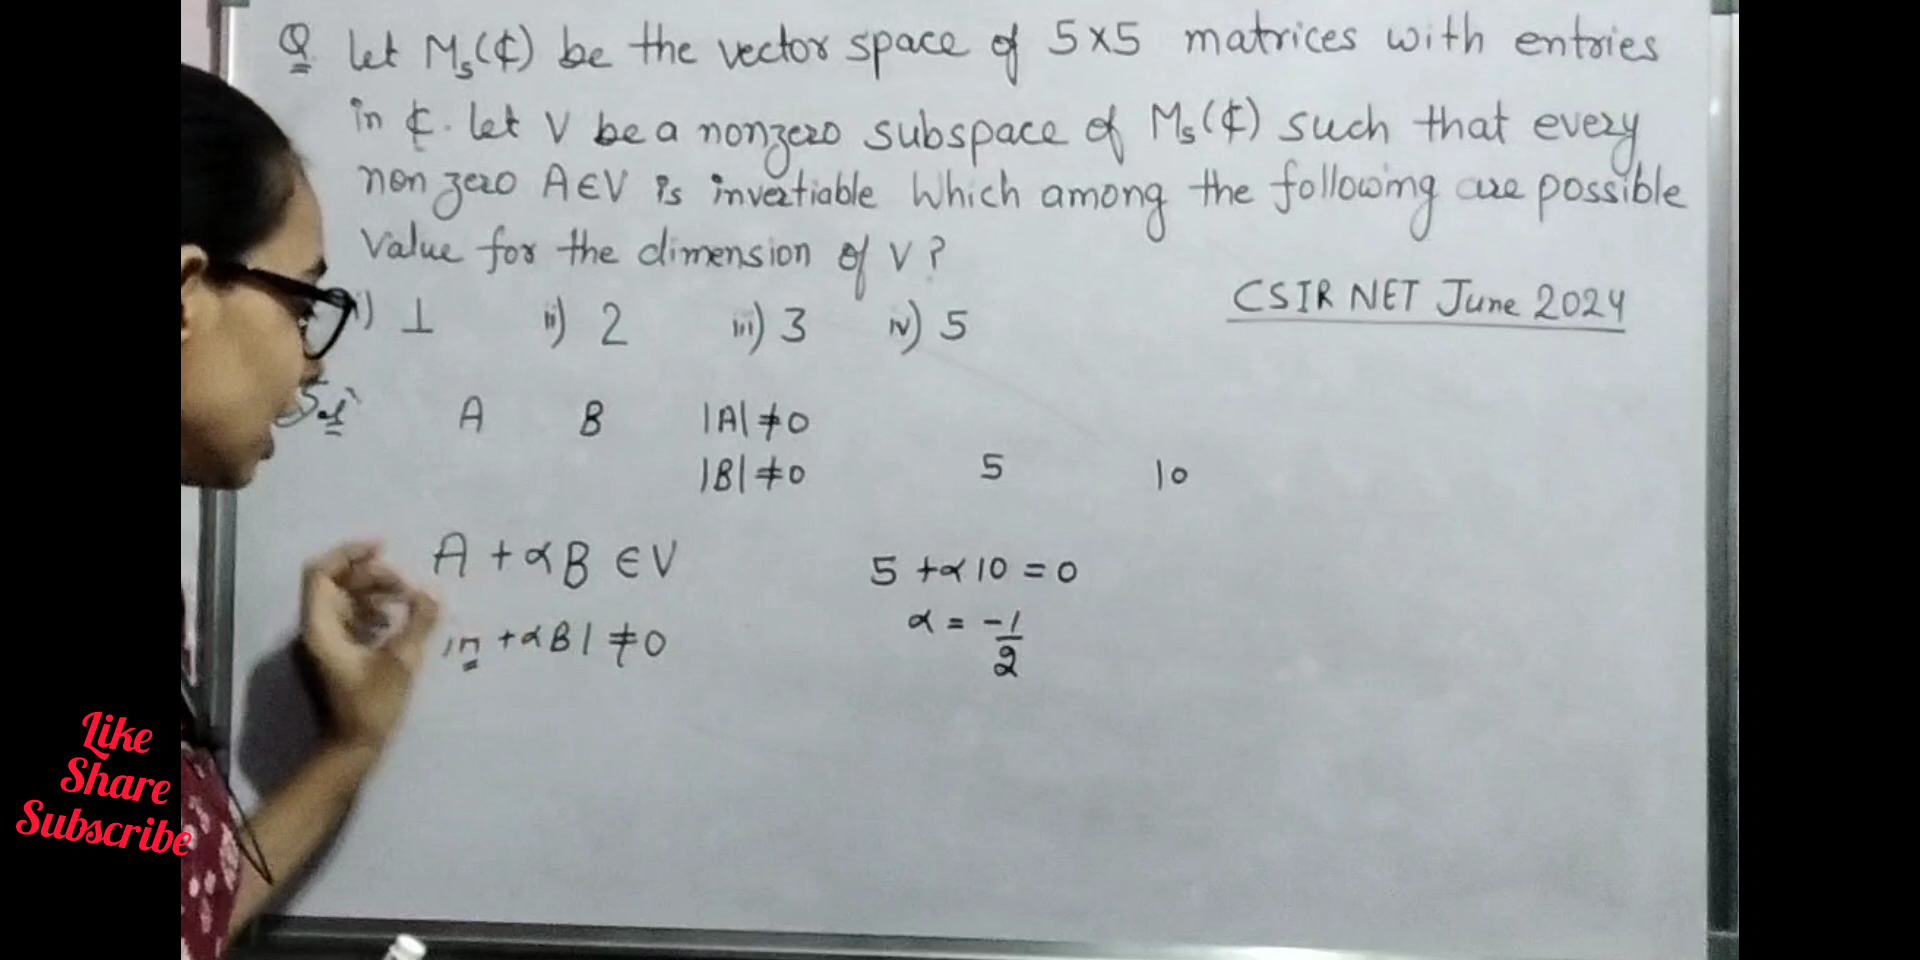 Q let M₅(₵) be the vector space of 5x5 matrices with entries
in ₵. let V be a nonzero subspace of M₅(₵) such that every
non zero A∈V is invertiable Which among the following are possible
Value for the dimension of V?
CSIR NET June 2024
i) 1 ii) 2 iii) 3 iv) 5
Solⁿ A B |A|≠0
|B|≠0 5 10
A + αB ∈V 5 + α10 = 0
+αB| ≠0 α = -1/2
Like
Share
Subscribe